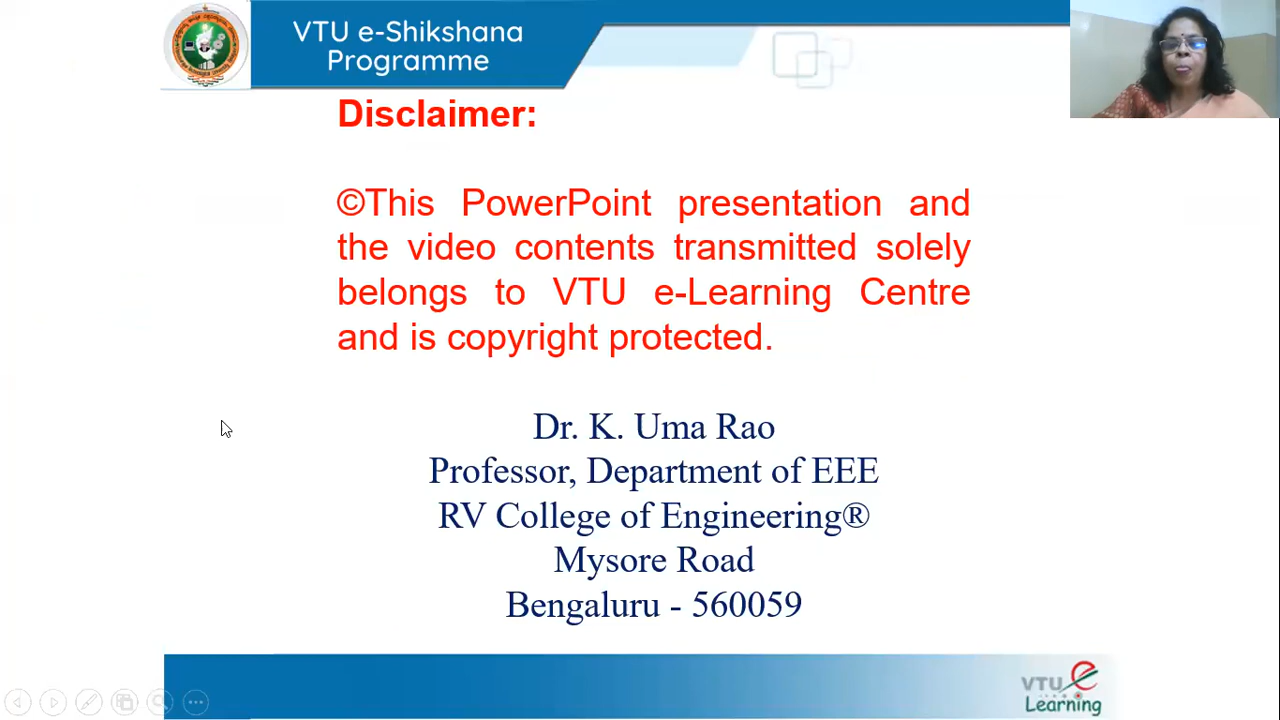 VTU e-Shikshana
Programme
Disclaimer:
©This PowerPoint presentation and
the video contents transmitted solely
belongs to VTU e-Learning Centre
and is copyright protected.
Dr. K. Uma Rao
Professor, Department of EEE
RV College of Engineering®
Mysore Road
Bengaluru - 560059
VTU e
Learning